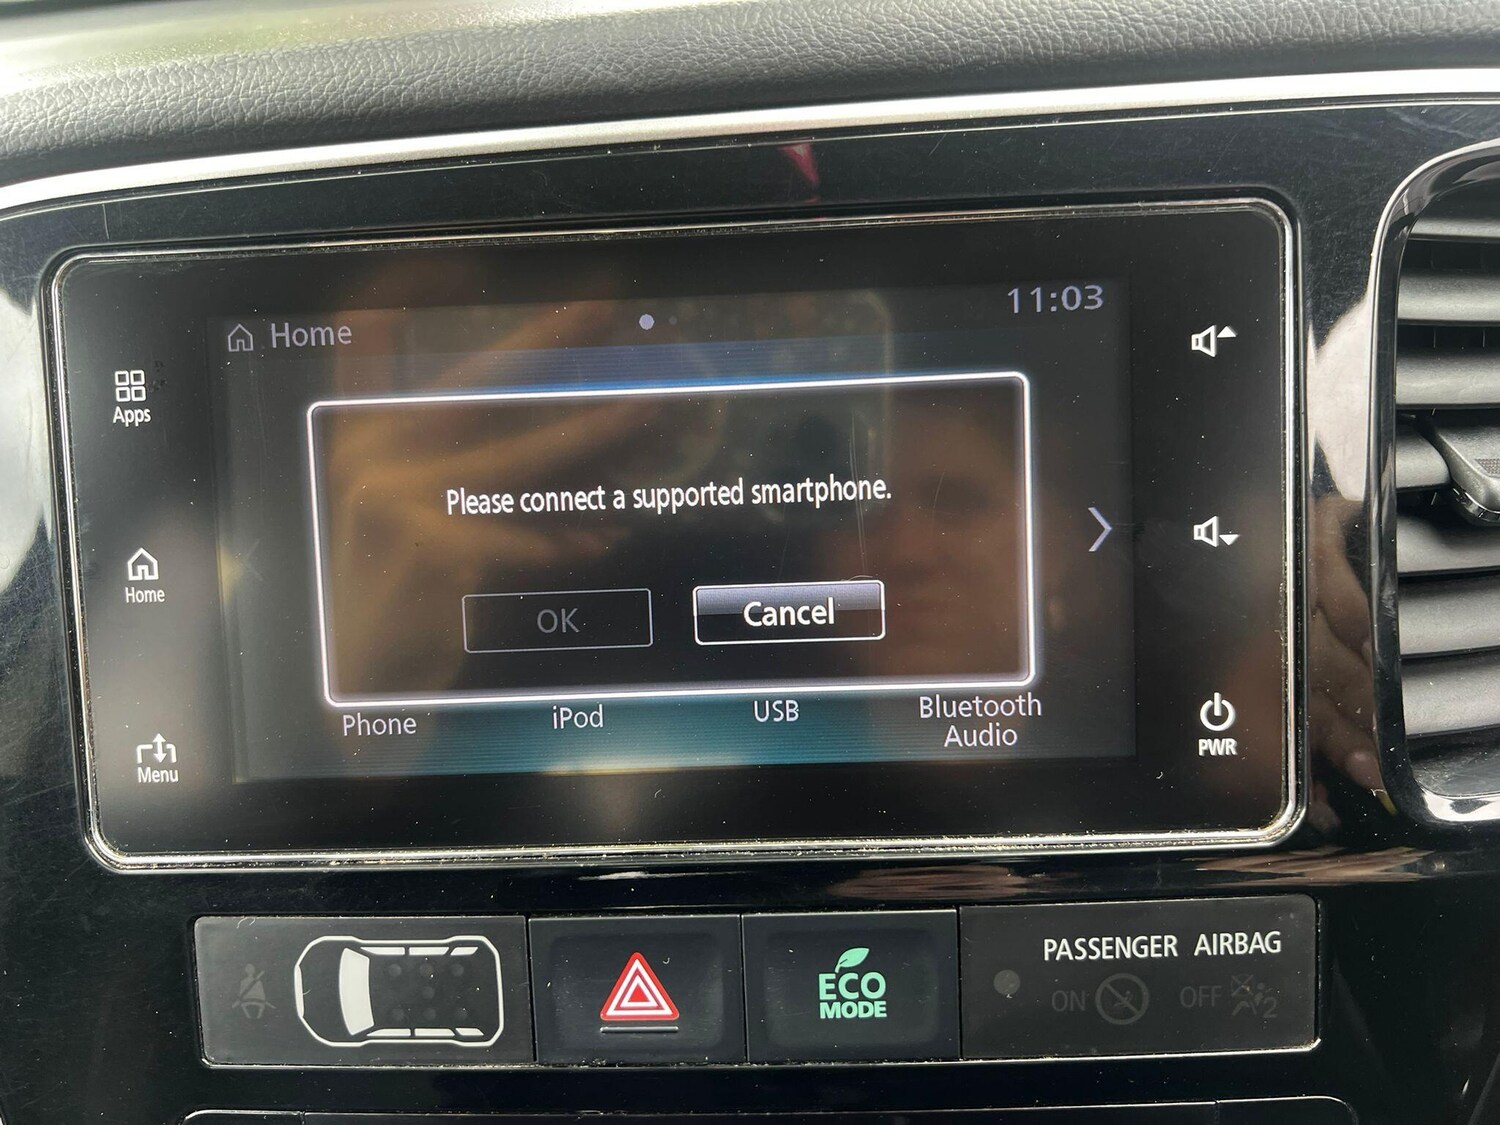 Home
11:03
Apps
Please connect a supported smartphone.
Home
OK
Cancel
Phone
iPod
USB
Bluetooth
Audio
Menu
PWR
PASSENGER AIRBAG
ON
OFF
2
ECO
MODE